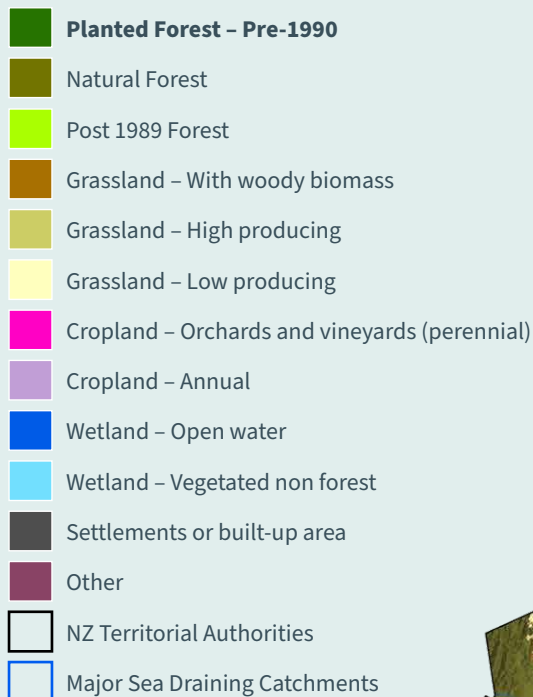 Planted Forest – Pre-1990
Natural Forest
Post 1989 Forest
Grassland – With woody biomass
Grassland – High producing
Grassland – Low producing
Cropland – Orchards and vineyards (perennial)
Cropland – Annual
Wetland – Open water
Wetland – Vegetated non forest
Settlements or built-up area
Other
NZ Territorial Authorities
Major Sea Draining Catchments